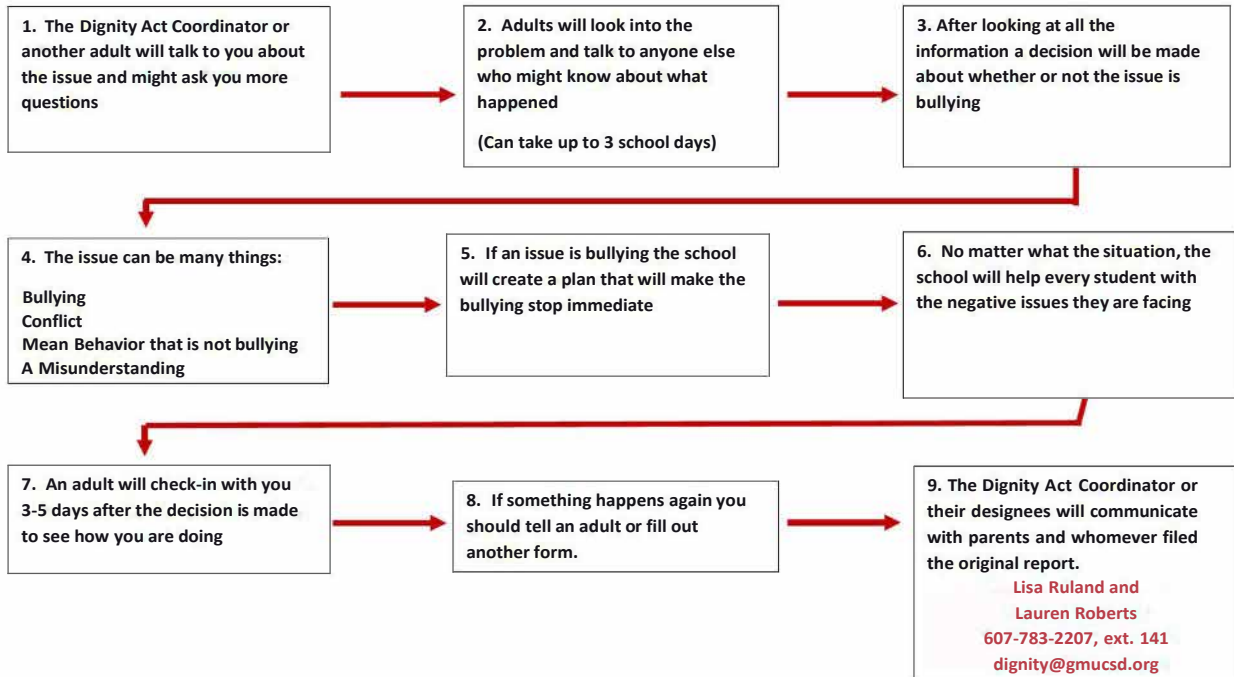 1. The Dignity Act Coordinator or
another adult will talk to you about
the issue and might ask you more
questions
2. Adults will look into the
problem and talk to anyone else
who might know about what
happened
(Can take up to 3 school days)
3. After looking at all the
information a decision will be made
about whether or not the issue is
bullying
4. The issue can be many things:
Bullying
Conflict
Mean Behavior that is not bullying
A Misunderstanding
5. If an issue is bullying the school
will create a plan that will make the
bullying stop immediate
6. No matter what the situation, the
school will help every student with
the negative issues they are facing
7. An adult will check-in with you
3-5 days after the decision is made
to see how you are doing
8. If something happens again you
should tell an adult or fill out
another form.
9. The Dignity Act Coordinator or
their designees will communicate
with parents and whomever filed
the original report.
Lisa Ruland and
Lauren Roberts
607-783-2207, ext. 141
dignity@gmucsd.org